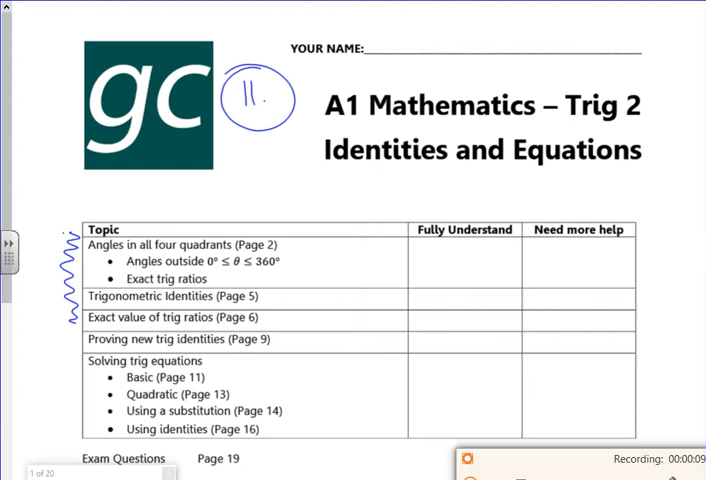 YOUR NAME:
gc
11.
A1 Mathematics – Trig 2
Identities and Equations
Topic Fully Understand Need more help
Angles in all four quadrants (Page 2)
• Angles outside 0° ≤ θ ≤ 360°
• Exact trig ratios
Trigonometric Identities (Page 5)
Exact value of trig ratios (Page 6)
Proving new trig identities (Page 9)
Solving trig equations
• Basic (Page 11)
• Quadratic (Page 13)
• Using a substitution (Page 14)
• Using identities (Page 16)
Exam Questions Page 19
Recording: 00:00:09
1 of 20